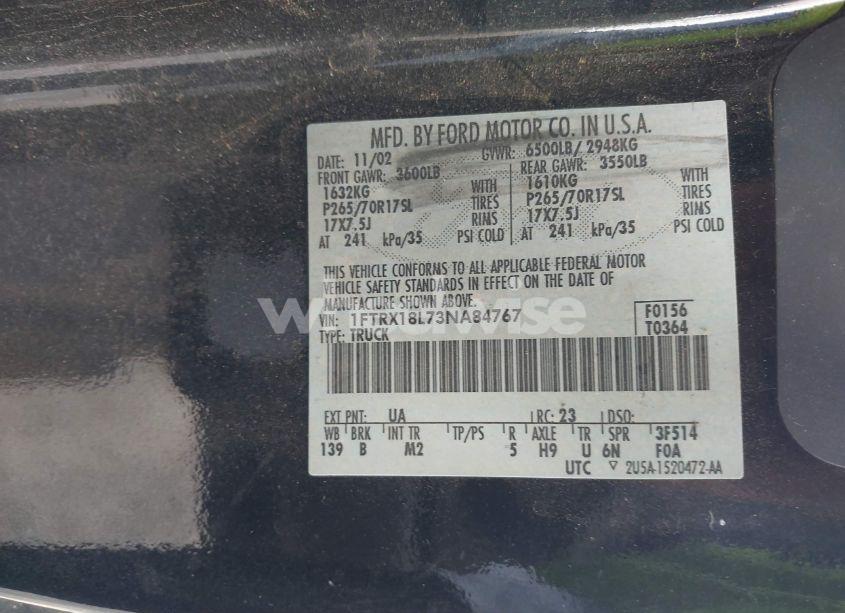 MFD. BY FORD MOTOR CO. IN U.S.A.
DATE: 11/02 GVWR: 6500LB/ 2948KG
FRONT GAWR: 3600LB REAR GAWR: 3550LB
1632KG WITH 1610KG WITH
P265/70R17SL TIRES P265/70R17SL TIRES
17X7.5J RINS 17X7.5J RINS
AT 241 kPa/35 PSI COLD AT 241 kPa/35 PSI COLD
THIS VEHICLE CONFORMS TO ALL APPLICABLE FEDERAL MOTOR
VEHICLE SAFETY STANDARDS IN EFFECT ON THE DATE OF
MANUFACTURE SHOWN ABOVE.
VIN: 1FTRX18L73NA84767 F0156
TYPE: TRUCK T0364
EXT PNT: UA RC: 23 DSO:
WB BRK INT TR TP/PS R AXLE TR SPR 3F514
139 B M2 5 H9 U 6N F0A
UTC ▽ 2U5A-1520472-AA